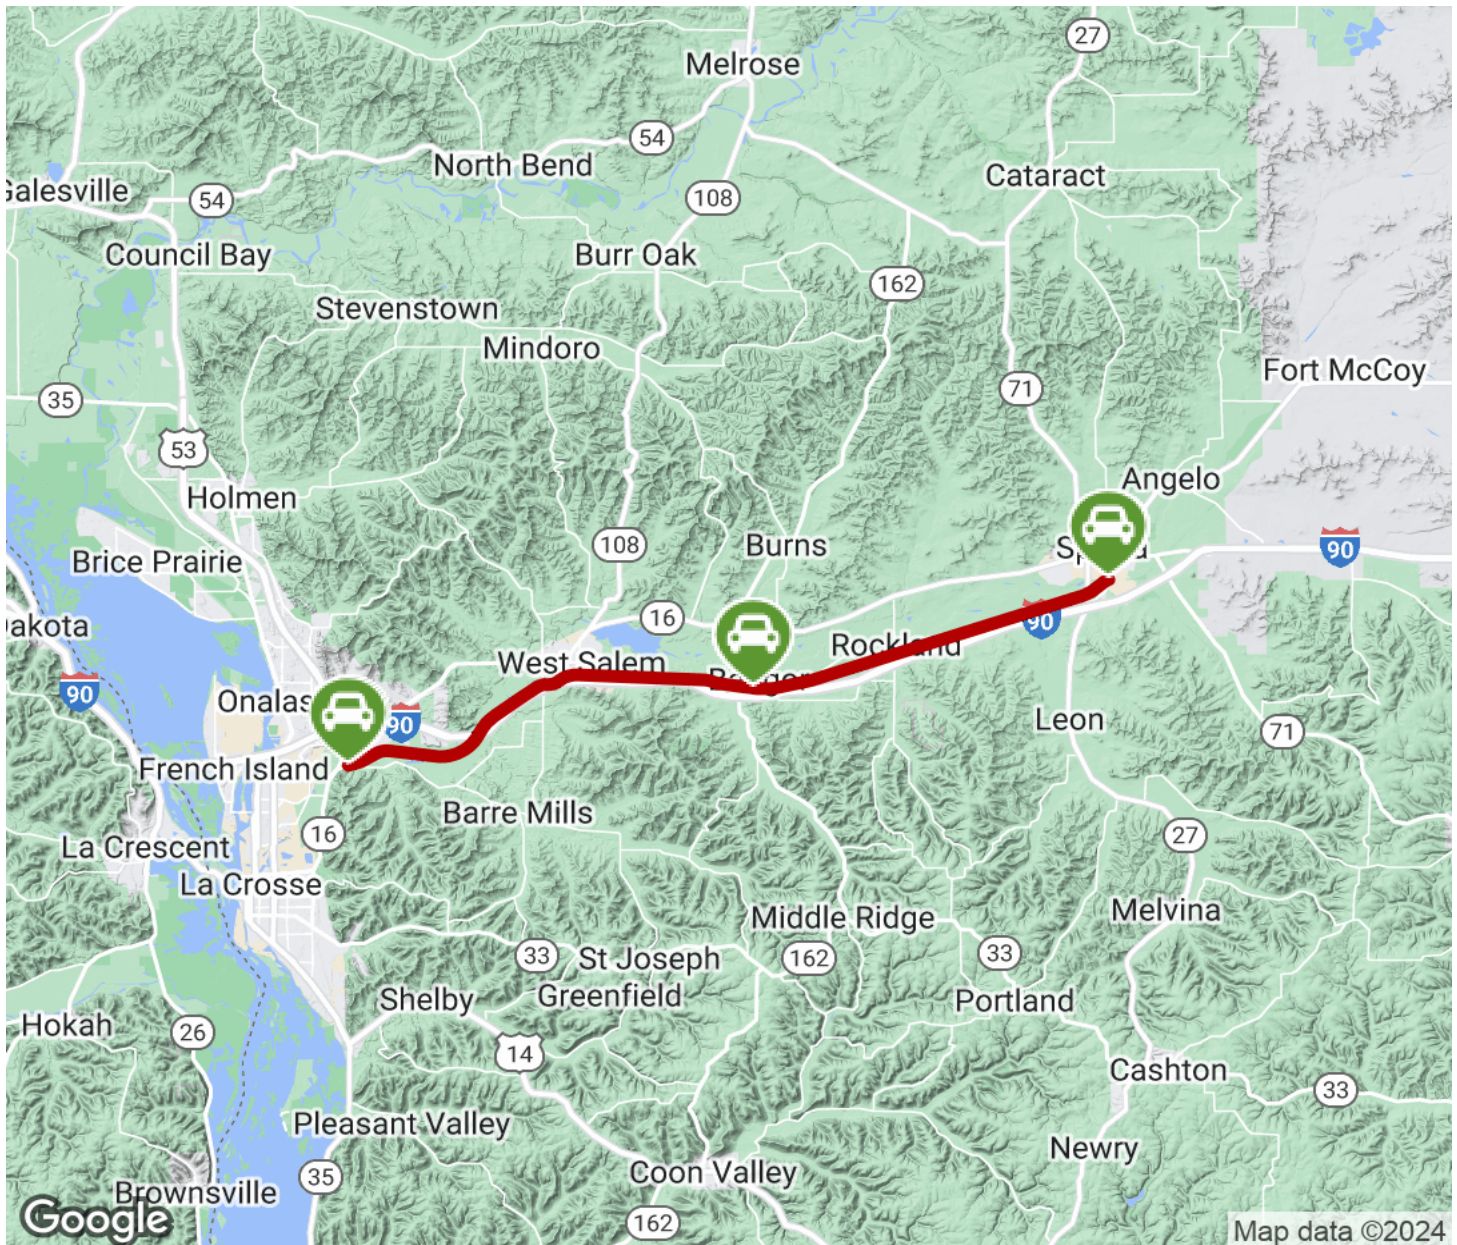 27
Melrose
54
North Bend
Cataract
Galesville
54
108
Council Bay
Burr Oak
162
Stevenstown
Mindoro
Fort McCoy
71
35
53
Angelo
Holmen
108
Burns
90
Brice Prairie
16
90
Dakota
Rockland
West Salem
90
Onalas
90
Leon
71
French Island
Barre Mills
16
27
La Crescent
La Crosse
Melvina
Middle Ridge
33
St Joseph
162
33
Shelby
Greenfield
Portland
Hokah
26
14
Cashton
33
Pleasant Valley
Newry
35
Coon Valley
Brownsville
162
Google
Map data ©2024